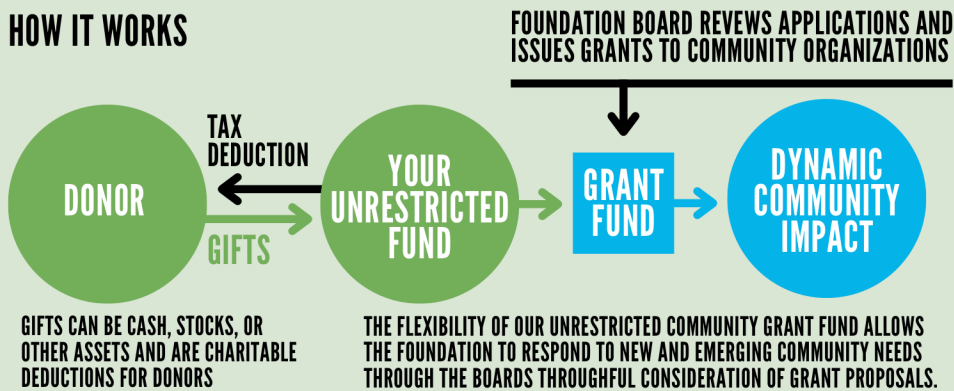 HOW IT WORKS
FOUNDATION BOARD REVEWS APPLICATIONS AND
ISSUES GRANTS TO COMMUNITY ORGANIZATIONS
TAX
DEDUCTION
DONOR
GIFTS
YOUR
UNRESTRICTED
FUND
GRANT
FUND
DYNAMIC
COMMUNITY
IMPACT
GIFTS CAN BE CASH, STOCKS, OR
OTHER ASSETS AND ARE CHARITABLE
DEDUCTIONS FOR DONORS
THE FLEXIBILITY OF OUR UNRESTRICTED COMMUNITY GRANT FUND ALLOWS
THE FOUNDATION TO RESPOND TO NEW AND EMERGING COMMUNITY NEEDS
THROUGH THE BOARDS THROUGHFUL CONSIDERATION OF GRANT PROPOSALS.